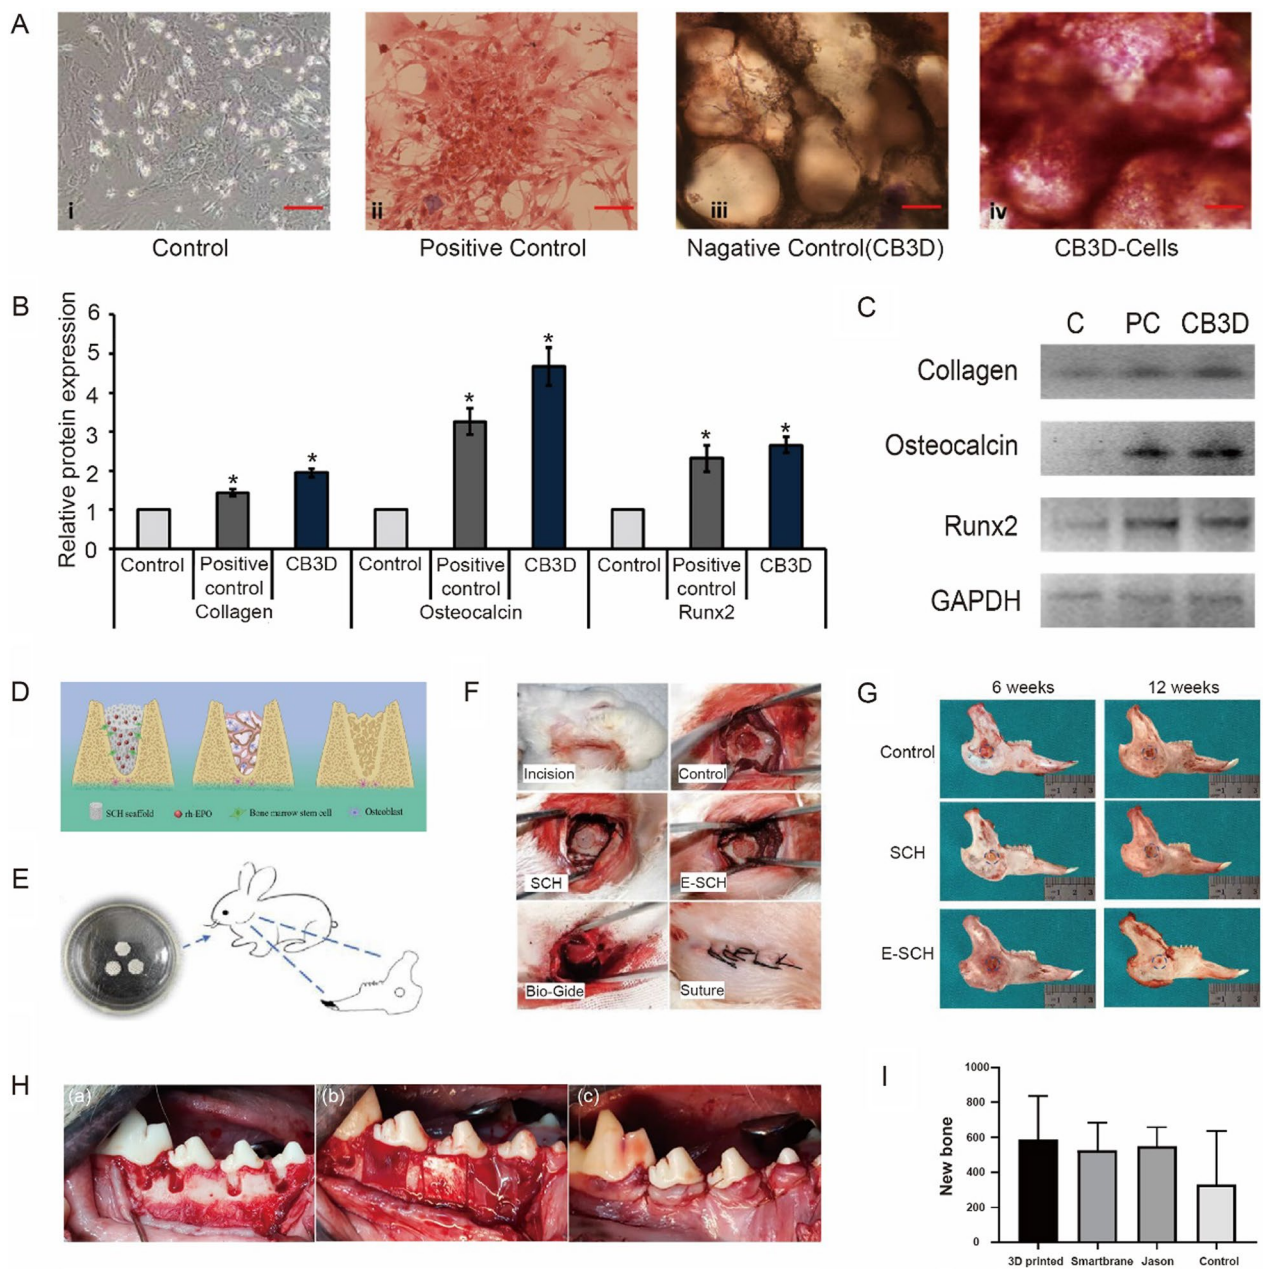 A
i
ii
iii
iv
Control
Positive Control
Nagative Control(CB3D)
CB3D-Cells
B
Relative protein expression
6
5
4
3
2
1
0
*
*
*
*
*
*
Control
Positive control
CB3D
Control
Positive control
CB3D
Control
Positive control
CB3D
Collagen
Osteocalcin
Runx2
C
C PC CB3D
Collagen
Osteocalcin
Runx2
GAPDH
D
SCH scaffold
rh-EPO
Bone marrow stem cell
Osteoblast
E
F
Incision
Control
SCH
E-SCH
Bio-Gide
Suture
G
6 weeks
12 weeks
Control
SCH
E-SCH
H
(a)
(b)
(c)
I
New bone
1000
800
600
400
200
0
3D printed
Smartbrane
Jason
Control